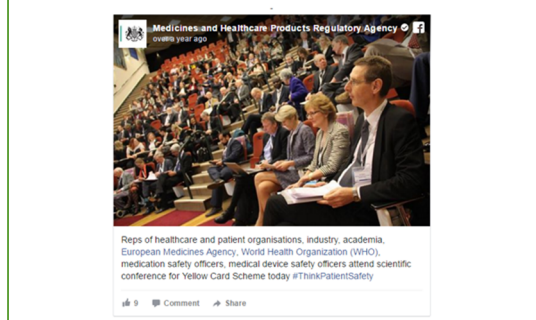 Medicines and Healthcare Products Regulatory Agency
over a year ago
Reps of healthcare and patient organisations, industry, academia,
European Medicines Agency, World Health Organization (WHO),
medication safety officers, medical device safety officers attend scientific
conference for Yellow Card Scheme today #ThinkPatientSafety
9 Comment Share